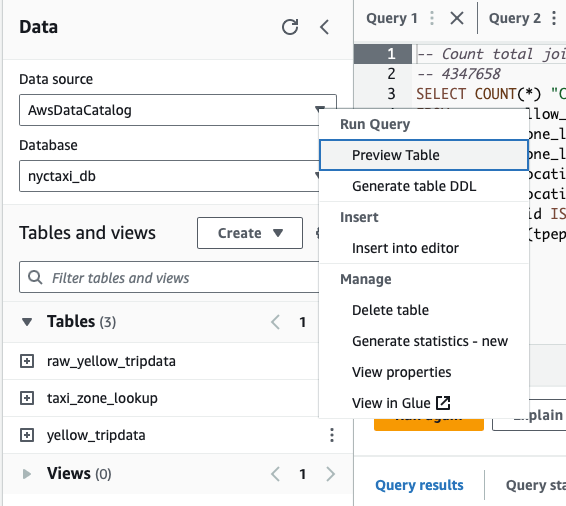 Data
Data source
AwsDataCatalog
Database
nyctaxi_db
Tables and views
Create
Filter tables and views
Tables (3)
1
raw_yellow_tripdata
taxi_zone_lookup
yellow_tripdata
Views (0)
1
Run Query
Preview Table
Generate table DDL
Insert
Insert into editor
Manage
Delete table
Generate statistics - new
View properties
View in Glue
Query 1
Query 2
1
-- Count total joi
2
-- 4347658
3
SELECT COUNT(*) "C
Explain
Query results
Query sta